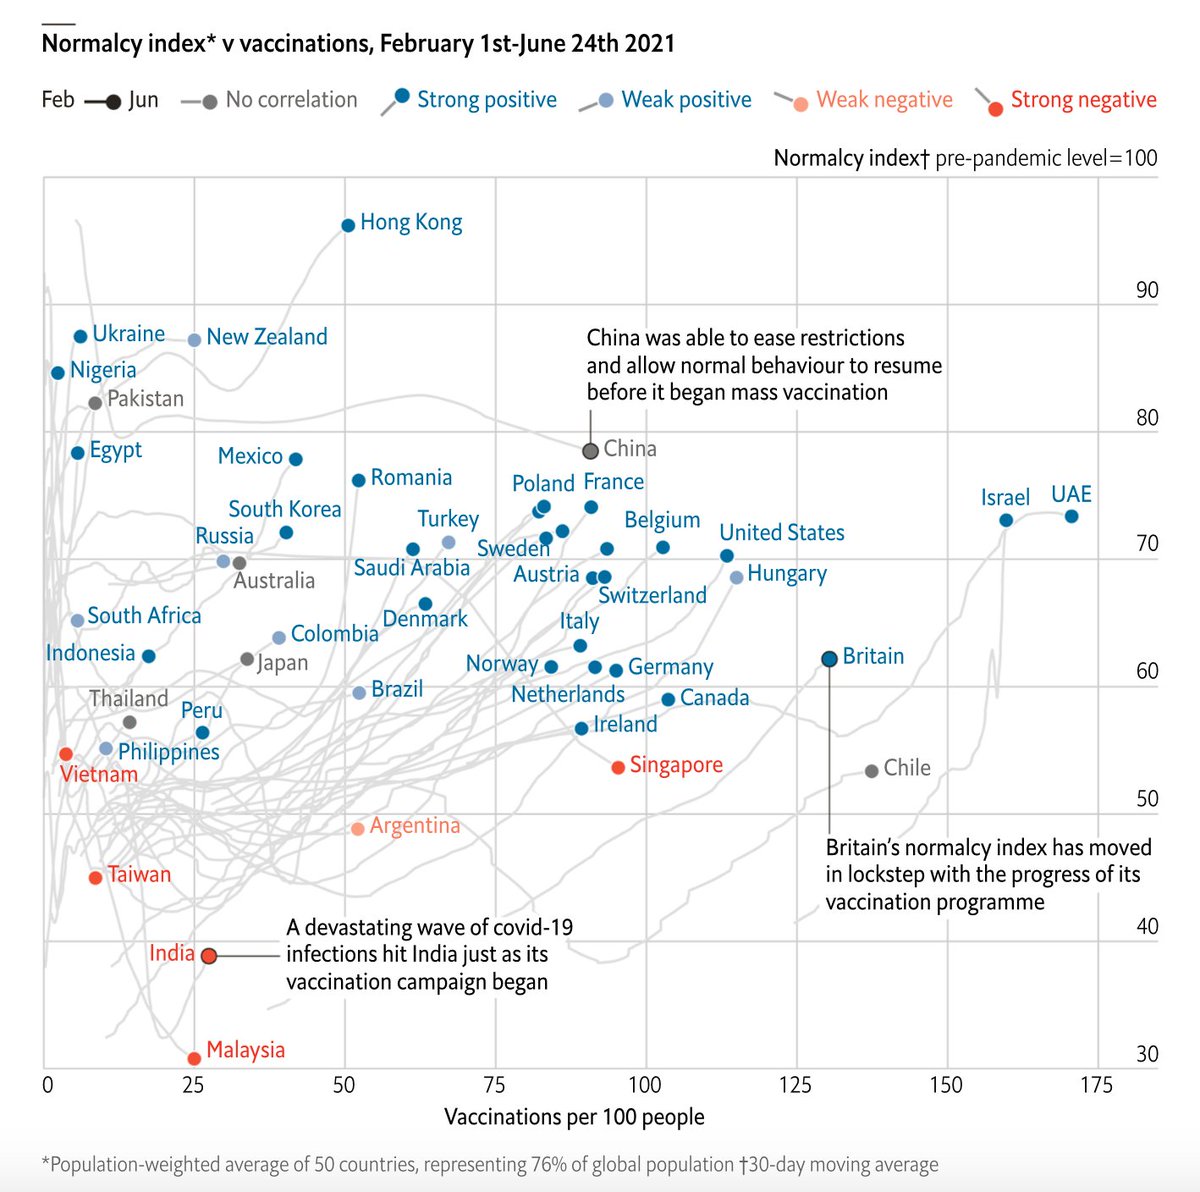 Normalcy index* v vaccinations, February 1st-June 24th 2021
Feb Jun No correlation Strong positive Weak positive Weak negative Strong negative
Normalcy index† pre-pandemic level=100
Hong Kong
90
Ukraine
New Zealand
China was able to ease restrictions
and allow normal behaviour to resume
before it began mass vaccination
Nigeria
Pakistan
80
Egypt
Mexico
China
Romania
Poland France
Israel UAE
South Korea
Turkey
Belgium
United States
Russia
Sweden
70
Saudi Arabia
Austria
Hungary
Australia
Switzerland
South Africa
Denmark
Italy
Colombia
Indonesia
Japan
Norway
Germany
Britain
60
Brazil
Netherlands
Canada
Thailand
Peru
Ireland
Philippines
Vietnam
Singapore
Chile
50
Argentina
Britain's normalcy index has moved
in lockstep with the progress of its
vaccination programme
Taiwan
40
A devastating wave of covid-19
infections hit India just as its
vaccination campaign began
India
Malaysia
30
0 25 50 75 100 125 150 175
Vaccinations per 100 people
*Population-weighted average of 50 countries, representing 76% of global population †30-day moving average